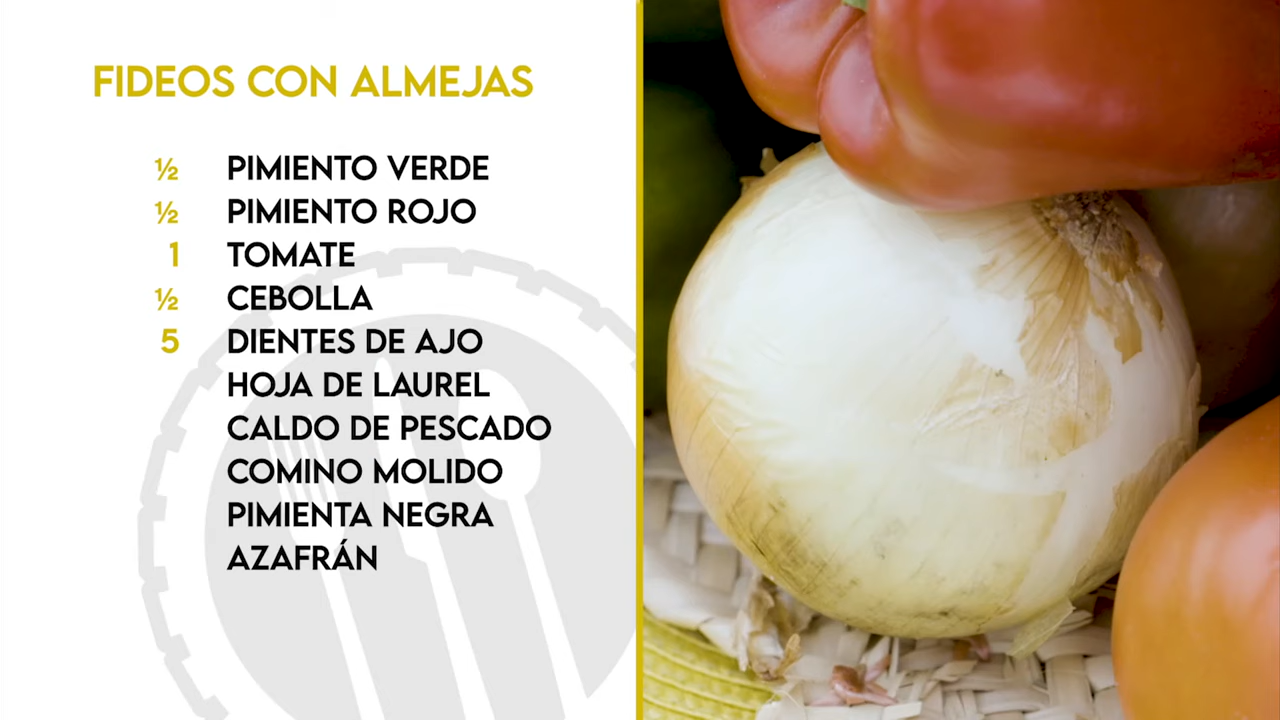 FIDEOS CON ALMEJAS
½ PIMIENTO VERDE
½ PIMIENTO ROJO
1 TOMATE
½ CEBOLLA
5 DIENTES DE AJO
HOJA DE LAUREL
CALDO DE PESCADO
COMINO MOLIDO
PIMIENTA NEGRA
AZAFRÁN